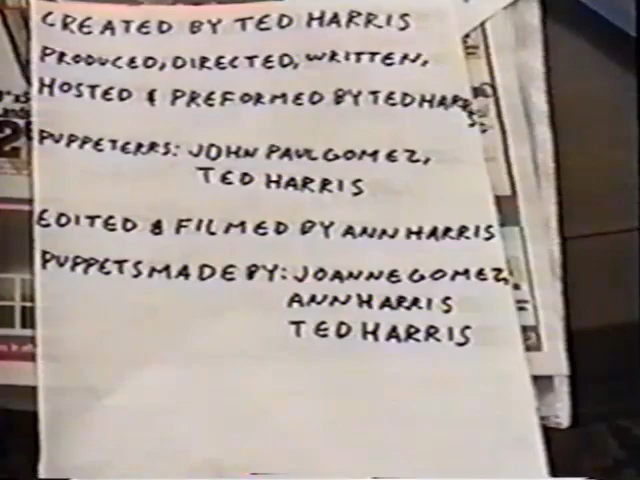 CREATED BY TED HARRIS
PRODUCED, DIRECTED, WRITTEN,
HOSTED & PREFORMED BY TED HARRIS
PUPPETERRS: JOHN PAUL GOMEZ,
TED HARRIS
EDITED & FILMED BY ANN HARRIS
PUPPETS MADE BY: JOANNE GOMEZ,
ANN HARRIS
TED HARRIS